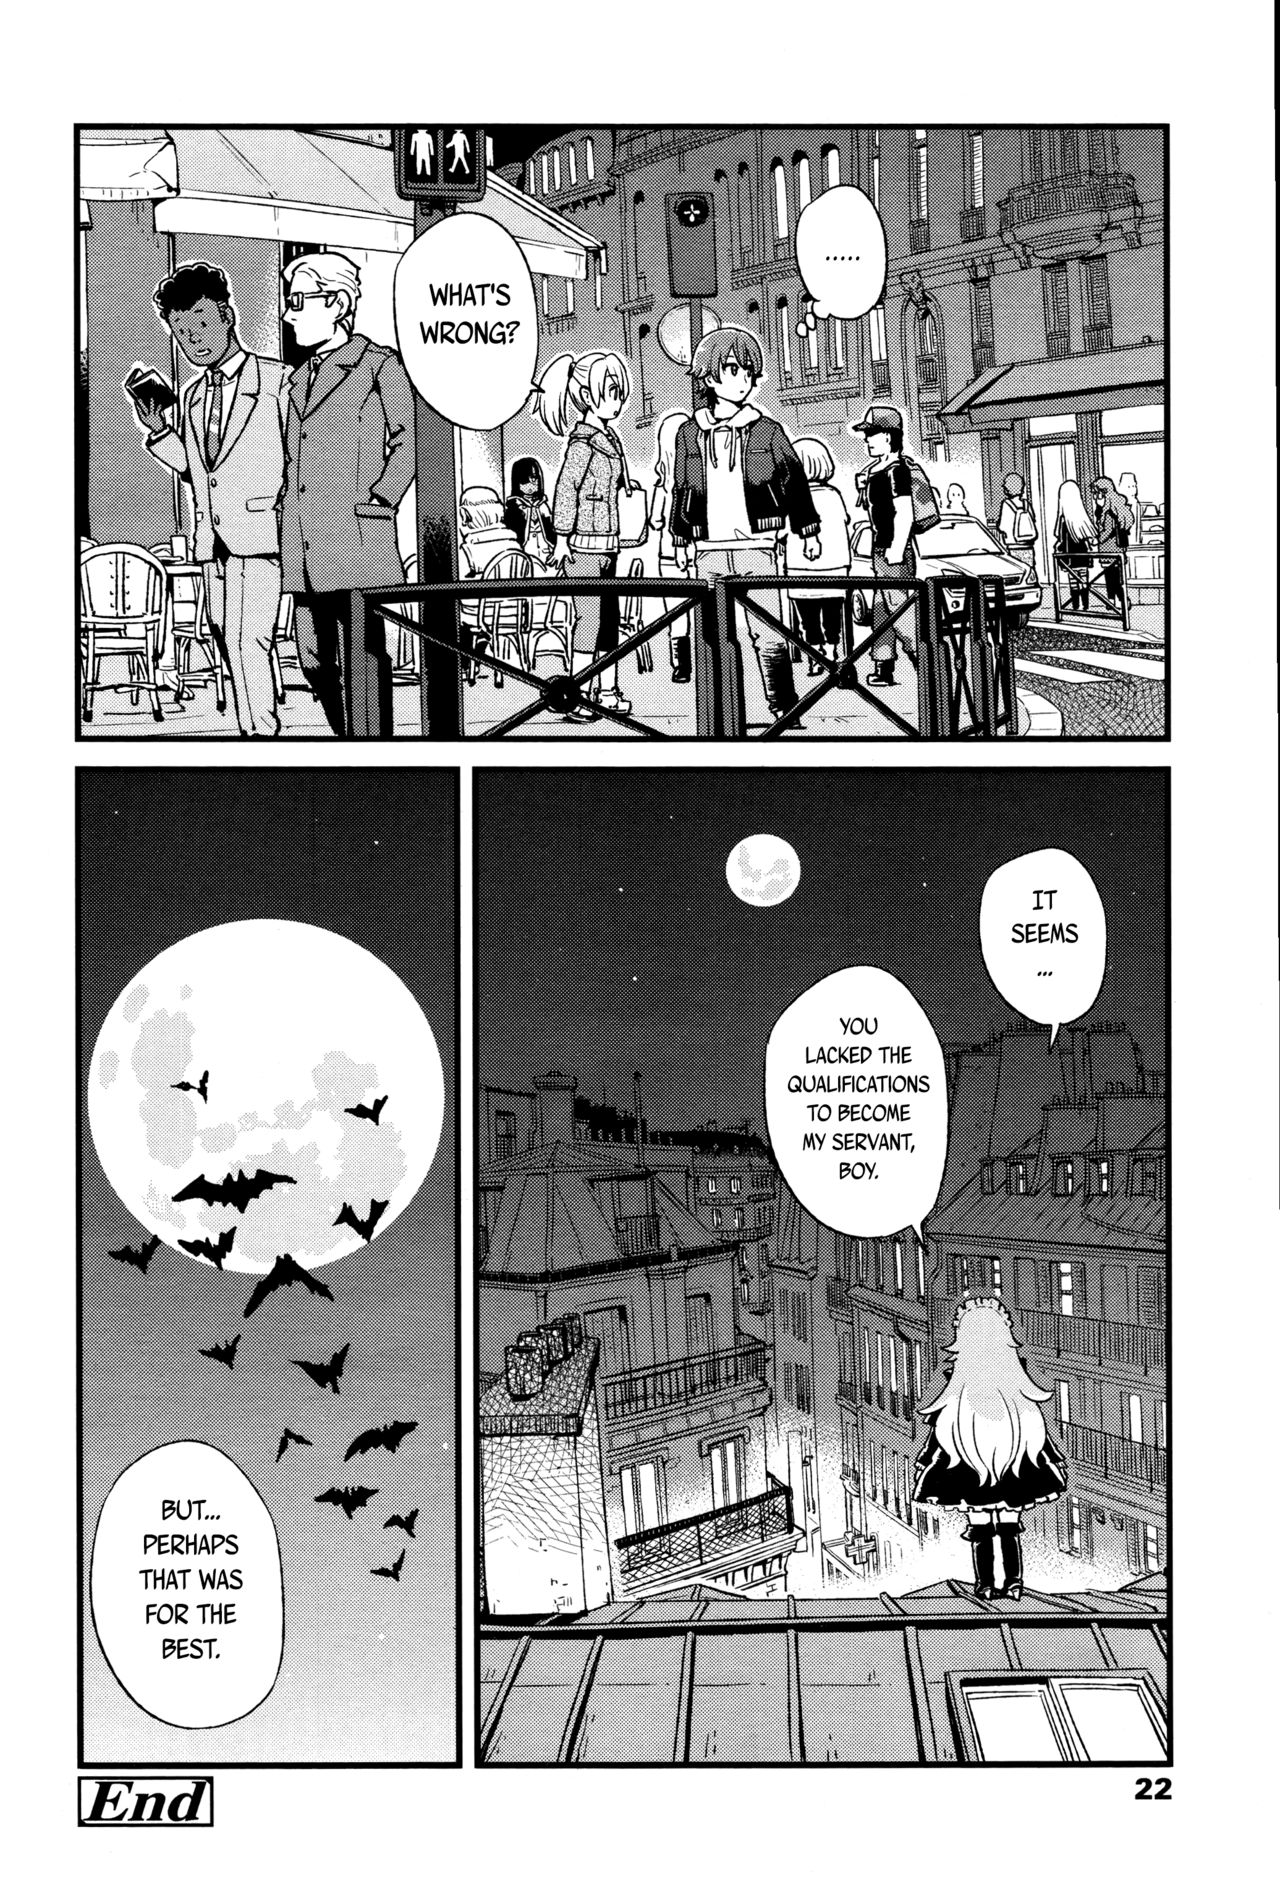 .....
WHAT'S
WRONG?
IT
SEEMS
...
YOU
LACKED THE
QUALIFICATIONS
TO BECOME
MY SERVANT,
BOY.
BUT...
PERHAPS
THAT WAS
FOR THE
BEST.
End
22